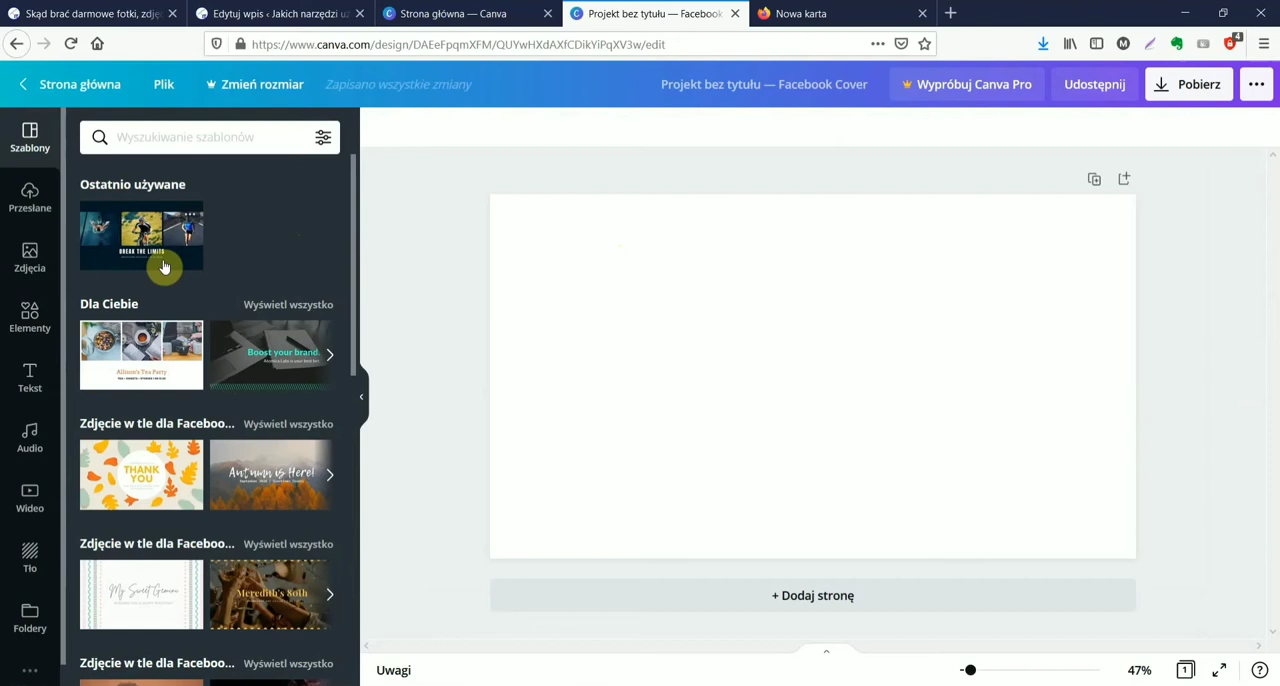 Skąd brać darmowe fotki, zdję
Edytuj wpis ‹ Jakich narzędzi uż
Strona główna — Canva
Projekt bez tytułu — Facebook
Nowa karta
https://www.canva.com/design/DAEeFpqmXFM/QUYwHXdAXfCDikYiPqXV3w/edit
4
Strona główna
Plik
Zmień rozmiar
Zapisano wszystkie zmiany
Projekt bez tytułu — Facebook Cover
Wypróbuj Canva Pro
Udostępnij
Pobierz
Szablony
Przesłane
Zdjęcia
Elementy
Tekst
Audio
Wideo
Tło
Foldery
Wyszukiwanie szablonów
Ostatnio używane
BREAK THE LIMITS
Dla Ciebie
Wyświetl wszystko
Allison's Tea Party
Boost your brand.
Zdjęcie w tle dla Faceboo...
Wyświetl wszystko
THANK
YOU
Autumn is Here!
Zdjęcie w tle dla Faceboo...
Wyświetl wszystko
My Sweet Gemini
Meredith's 80th
Zdjęcie w tle dla Faceboo...
Wyświetl wszystko
+ Dodaj stronę
Uwagi
47%
1